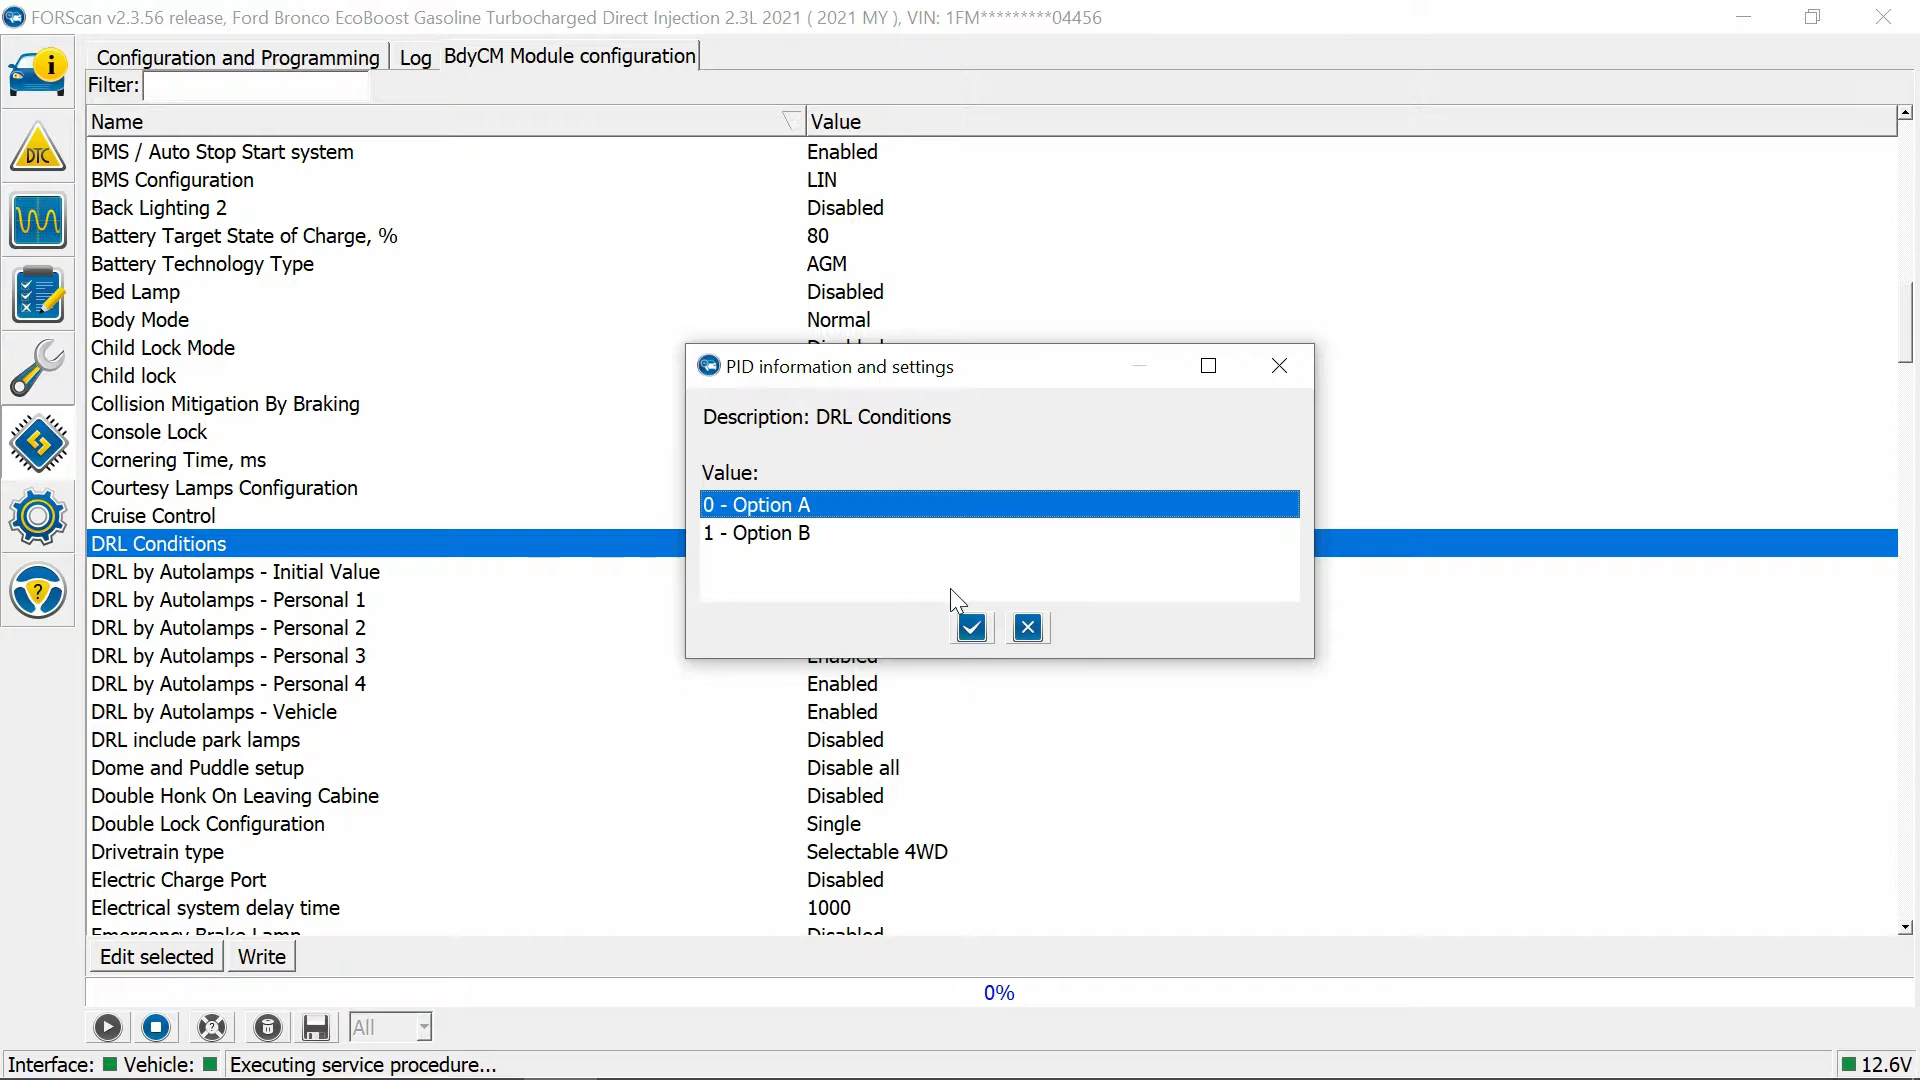 FORScan v2.3.56 release, Ford Bronco EcoBoost Gasoline Turbocharged Direct Injection 2.3L 2021 ( 2021 MY ), VIN: 1FM*********04456
Configuration and Programming Log BdyCM Module configuration
Filter:
Name Value
BMS / Auto Stop Start system Enabled
BMS Configuration LIN
Back Lighting 2 Disabled
Battery Target State of Charge, % 80
Battery Technology Type AGM
Bed Lamp Disabled
Body Mode Normal
Child Lock Mode
Child lock
Collision Mitigation By Braking
Console Lock
Cornering Time, ms
Courtesy Lamps Configuration
Cruise Control
DRL Conditions
DRL by Autolamps - Initial Value
DRL by Autolamps - Personal 1
DRL by Autolamps - Personal 2
DRL by Autolamps - Personal 3 Enabled
DRL by Autolamps - Personal 4 Enabled
DRL by Autolamps - Vehicle Enabled
DRL include park lamps Disabled
Dome and Puddle setup Disable all
Double Honk On Leaving Cabine Disabled
Double Lock Configuration Single
Drivetrain type Selectable 4WD
Electric Charge Port Disabled
Electrical system delay time 1000
Emergency Brake Lamp Disabled
PID information and settings
Description: DRL Conditions
Value:
0 - Option A
1 - Option B
Edit selected Write
0%
All
Interface: Vehicle: Executing service procedure... 12.6V
DTC